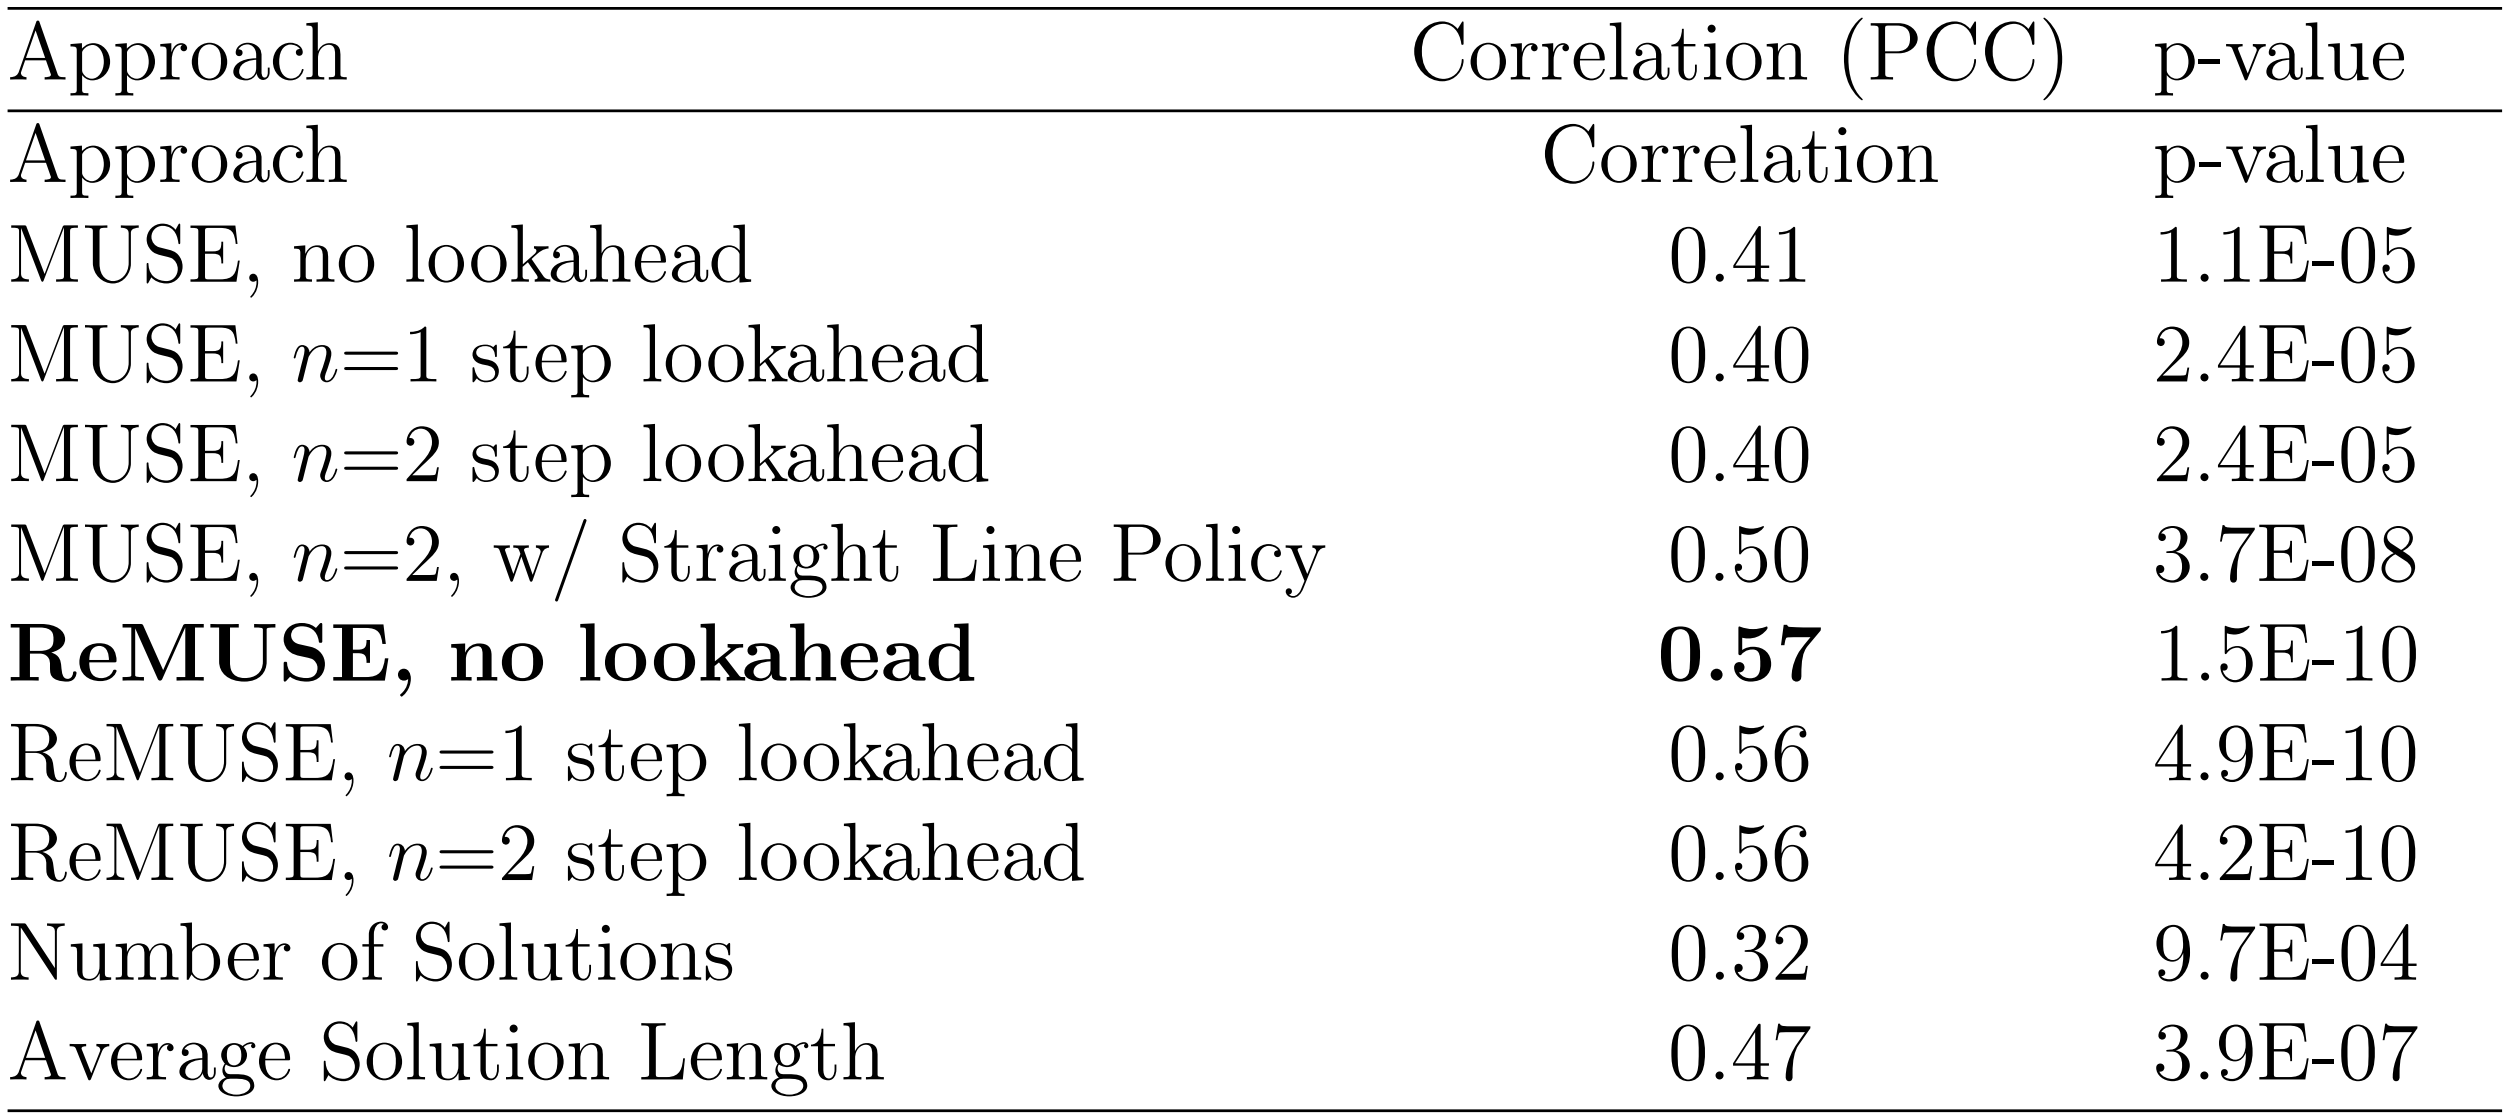 Approach Correlation (PCC) p-value
Approach Correlation p-value
MUSE, no lookahead 0.41 1.1E-05
MUSE, n=1 step lookahead 0.40 2.4E-05
MUSE, n=2 step lookahead 0.40 2.4E-05
MUSE, n=2, w/ Straight Line Policy 0.50 3.7E-08
ReMUSE, no lookahead 0.57 1.5E-10
ReMUSE, n=1 step lookahead 0.56 4.9E-10
ReMUSE, n=2 step lookahead 0.56 4.2E-10
Number of Solutions 0.32 9.7E-04
Average Solution Length 0.47 3.9E-07